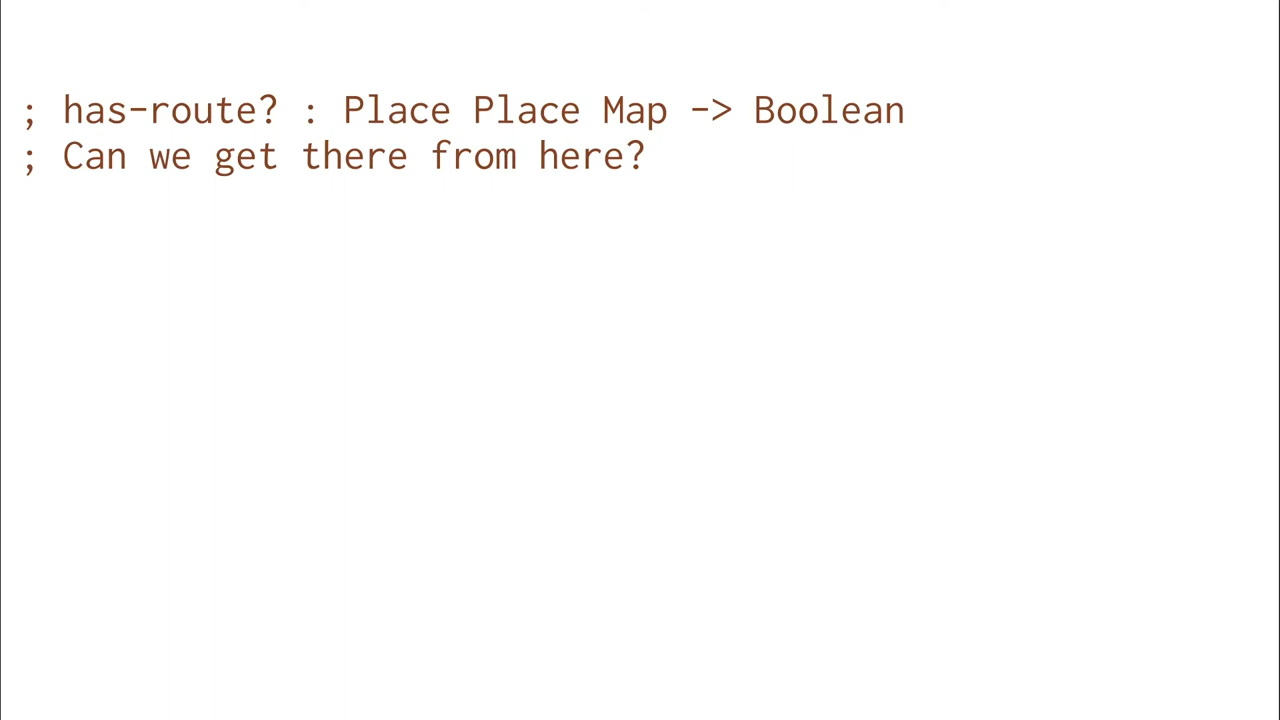 ; has-route? : Place Place Map -> Boolean
; Can we get there from here?